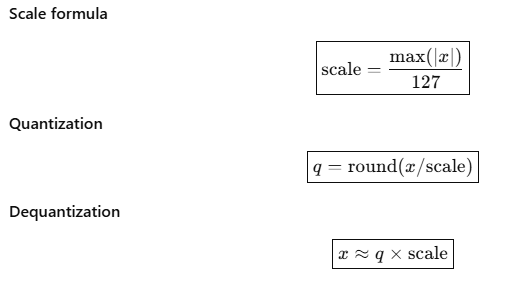 Scale formula
scale = max(|x|) / 127
Quantization
q = round(x/scale)
Dequantization
x ≈ q × scale